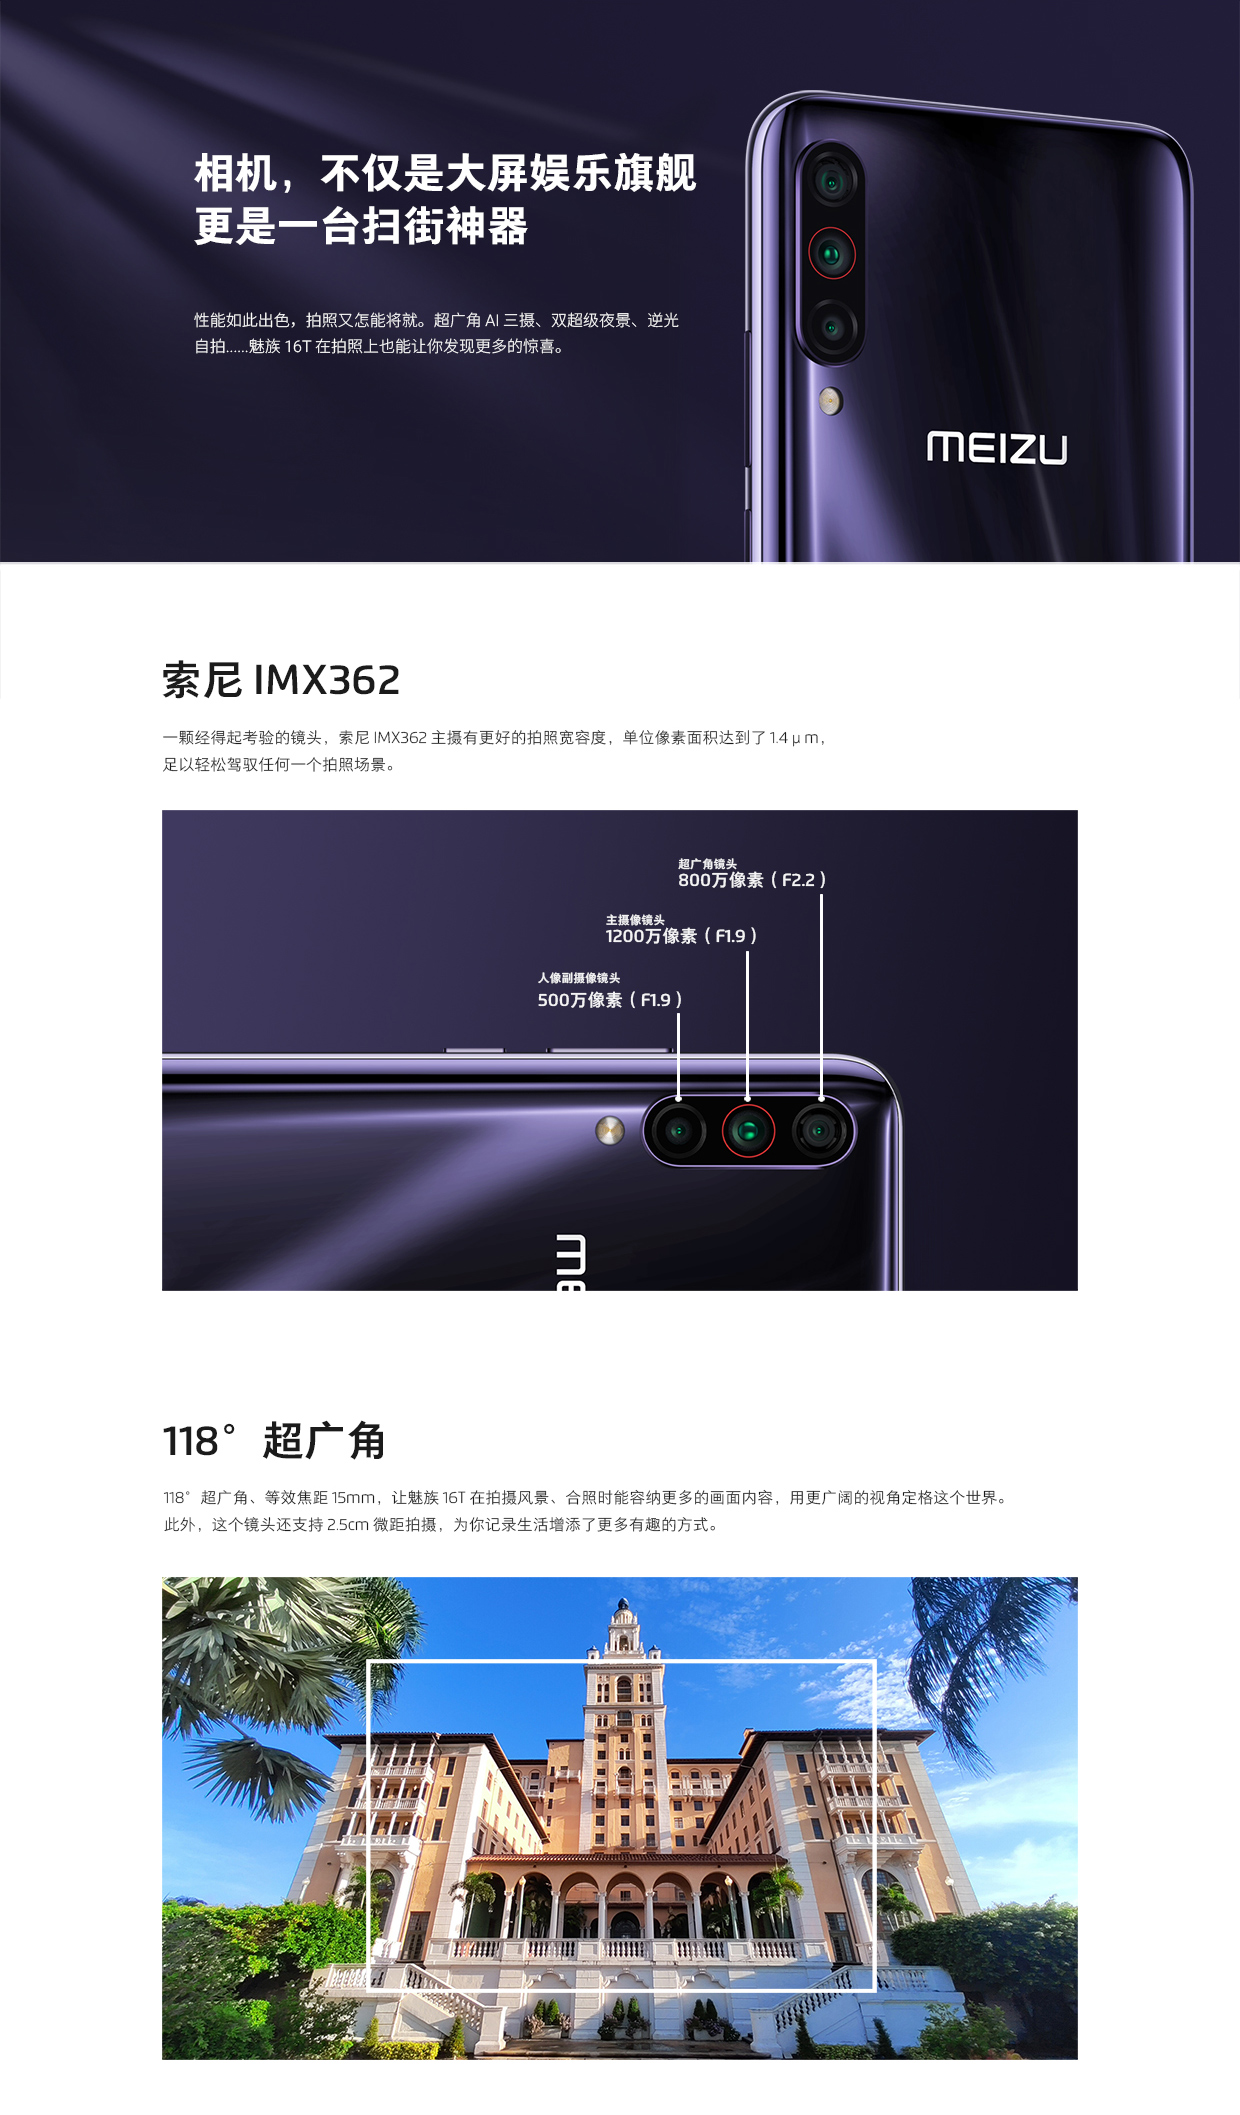 相机，不仅是大屏娱乐旗舰
更是一台扫街神器
性能如此出色，拍照又怎能将就。超广角 AI 三摄、双超级夜景、逆光
自拍......魅族 16T 在拍照上也能让你发现更多的惊喜。
MEIZU
索尼 IMX362
一颗经得起考验的镜头，索尼 IMX362 主摄有更好的拍照宽容度，单位像素面积达到了 1.4 μ m，
足以轻松驾驭任何一个拍照场景。
超广角镜头
800万像素（F2.2）
主摄像镜头
1200万像素（F1.9）
人像副摄像镜头
500万像素（F1.9）
ME
118° 超广角
118° 超广角、等效焦距 15mm，让魅族 16T 在拍摄风景、合照时能容纳更多的画面内容，用更广阔的视角定格这个世界。
此外，这个镜头还支持 2.5cm 微距拍摄，为你记录生活增添了更多有趣的方式。